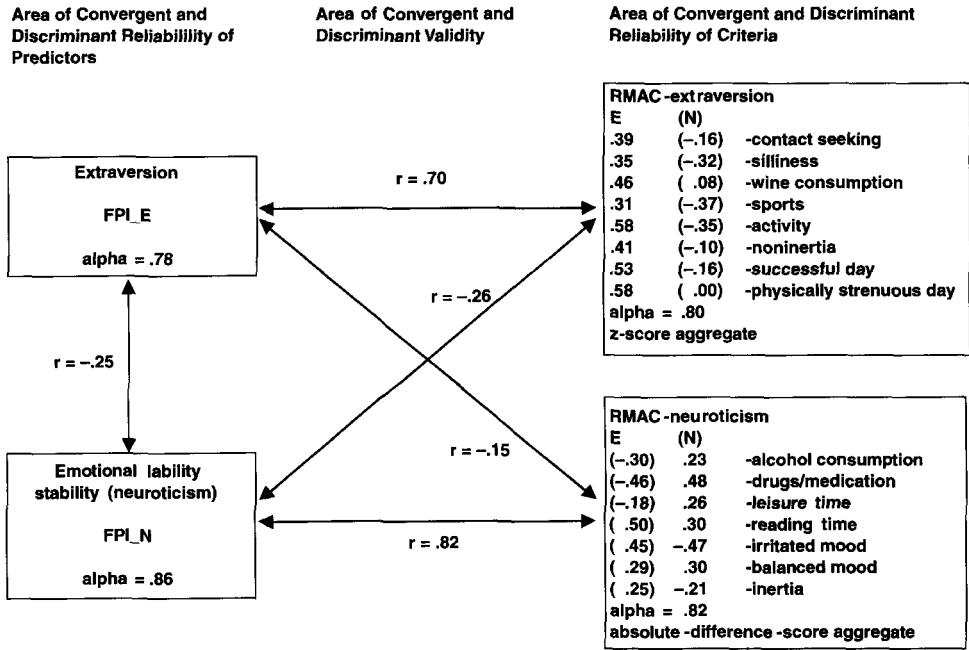 Area of Convergent and
Discriminant Reliabilility of
Predictors
Area of Convergent and
Discriminant Validity
Area of Convergent and Discriminant
Reliability of Criteria
Extraversion
FPI_E
alpha = .78
r = -.25
Emotional lability
stability (neuroticism)
FPI_N
alpha = .86
r = .70
r = -.26
r = -.15
r = .82
RMAC-extraversion
E (N)
.39 (-.16) -contact seeking
.35 (-.32) -silliness
.46 ( .08) -wine consumption
.31 (-.37) -sports
.58 (-.35) -activity
.41 (-.10) -noninertia
.53 (-.16) -successful day
.58 ( .00) -physically strenuous day
alpha = .80
z-score aggregate
RMAC-neuroticism
E (N)
(-.30) .23 -alcohol consumption
(-.46) .48 -drugs/medication
(-.18) .26 -leisure time
( .50) .30 -reading time
( .45) -.47 -irritated mood
( .29) .30 -balanced mood
( .25) -.21 -inertia
alpha = .82
absolute-difference-score aggregate